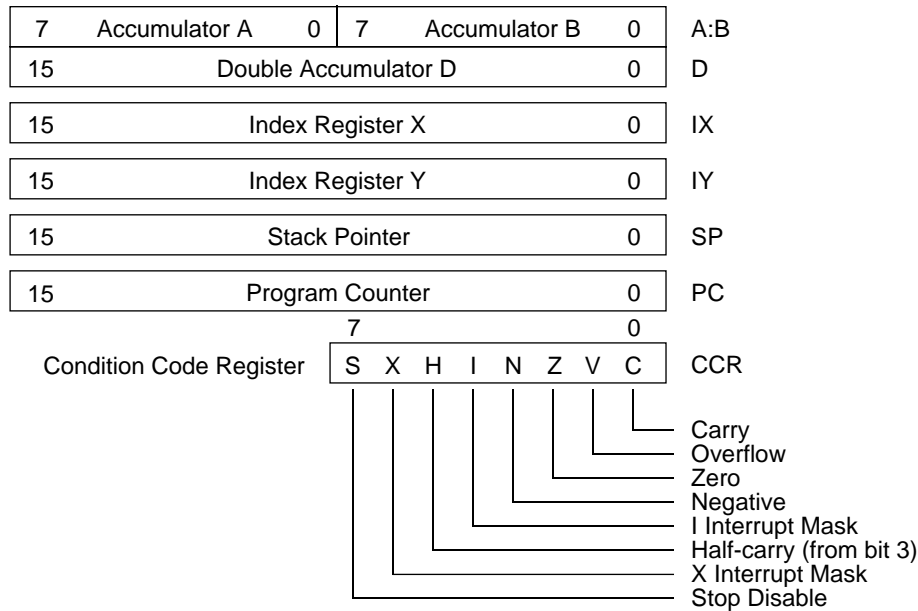 7 Accumulator A 0 7 Accumulator B 0 A:B
15 Double Accumulator D 0 D
15 Index Register X 0 IX
15 Index Register Y 0 IY
15 Stack Pointer 0 SP
15 Program Counter 0 PC
7 0
Condition Code Register S X H I N Z V C CCR
Carry
Overflow
Zero
Negative
I Interrupt Mask
Half-carry (from bit 3)
X Interrupt Mask
Stop Disable